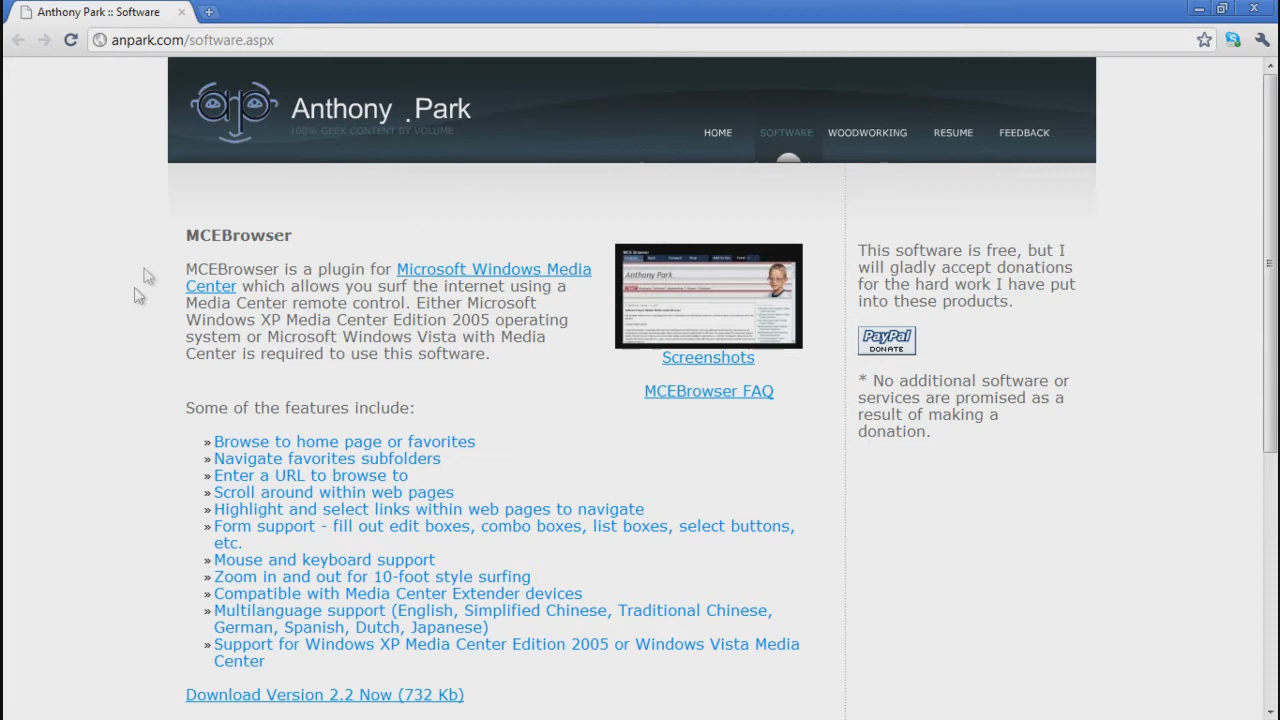 Anthony Park :: Software
anpark.com/software.aspx
Anthony .Park
100% GEEK CONTENT BY VOLUME
HOME SOFTWARE WOODWORKING RESUME FEEDBACK
MCEBrowser
MCEBrowser is a plugin for Microsoft Windows Media
Center which allows you surf the internet using a
Media Center remote control. Either Microsoft
Windows XP Media Center Edition 2005 operating
system or Microsoft Windows Vista with Media
Center is required to use this software.
Anthony Park
Screenshots
MCEBrowser FAQ
Some of the features include:
» Browse to home page or favorites
» Navigate favorites subfolders
» Enter a URL to browse to
» Scroll around within web pages
» Highlight and select links within web pages to navigate
» Form support - fill out edit boxes, combo boxes, list boxes, select buttons,
etc.
» Mouse and keyboard support
» Zoom in and out for 10-foot style surfing
» Compatible with Media Center Extender devices
» Multilanguage support (English, Simplified Chinese, Traditional Chinese,
German, Spanish, Dutch, Japanese)
» Support for Windows XP Media Center Edition 2005 or Windows Vista Media
Center
Download Version 2.2 Now (732 Kb)
This software is free, but I
will gladly accept donations
for the hard work I have put
into these products.
PayPal
DONATE
* No additional software or
services are promised as a
result of making a
donation.